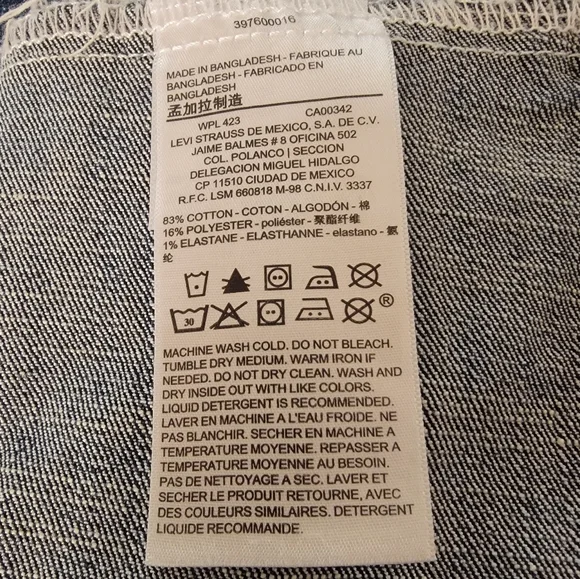 397600016
MADE IN BANGLADESH - FABRIQUE AU
BANGLADESH - FABRICADO EN
BANGLADESH
孟加拉制造
WPL 423 CA00342
LEVI STRAUSS DE MEXICO, S.A. DE C.V.
JAIME BALMES # 8 OFICINA 502
COL. POLANCO | SECCION
DELEGACION MIGUEL HIDALGO
CP 11510 CIUDAD DE MEXICO
R.F.C. LSM 660818 M-98 C.N.I.V. 3337
83% COTTON - COTON - ALGODÓN - 棉
16% POLYESTER - poliéster - 聚酯纤维
1% ELASTANE - ELASTHANNE - elastano - 氨
纶
30 ®
MACHINE WASH COLD. DO NOT BLEACH.
TUMBLE DRY MEDIUM. WARM IRON IF
NEEDED. DO NOT DRY CLEAN. WASH AND
DRY INSIDE OUT WITH LIKE COLORS.
LIQUID DETERGENT IS RECOMMENDED.
LAVER EN MACHINE A L'EAU FROIDE. NE
PAS BLANCHIR. SECHER EN MACHINE A
TEMPERATURE MOYENNE. REPASSER A
TEMPERATURE MOYENNE AU BESOIN.
PAS DE NETTOYAGE A SEC. LAVER ET
SECHER LE PRODUIT RETOURNE, AVEC
DES COULEURS SIMILAIRES. DETERGENT
LIQUIDE RECOMMANDE.